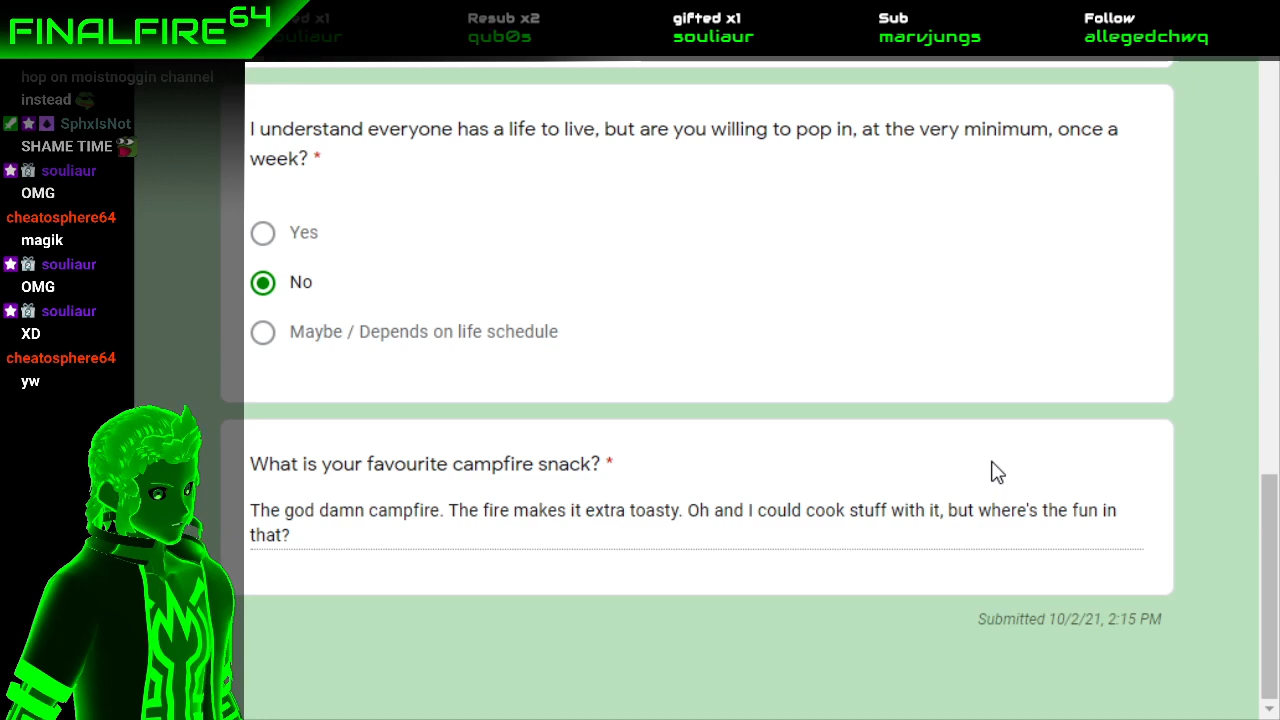 FINALFIRE64
Resub x2
qub0s
gifted x1
souliaur
Sub
marvjungs
Follow
allegedchwq
hop on moistnoggin channel
instead
SphxIsNot
SHAME TIME
souliaur
OMG
cheatosphere64
magik
souliaur
OMG
souliaur
XD
cheatosphere64
yw
I understand everyone has a life to live, but are you willing to pop in, at the very minimum, once a
week? *
Yes
No
Maybe / Depends on life schedule
What is your favourite campfire snack? *
The god damn campfire. The fire makes it extra toasty. Oh and I could cook stuff with it, but where's the fun in
that?
Submitted 10/2/21, 2:15 PM